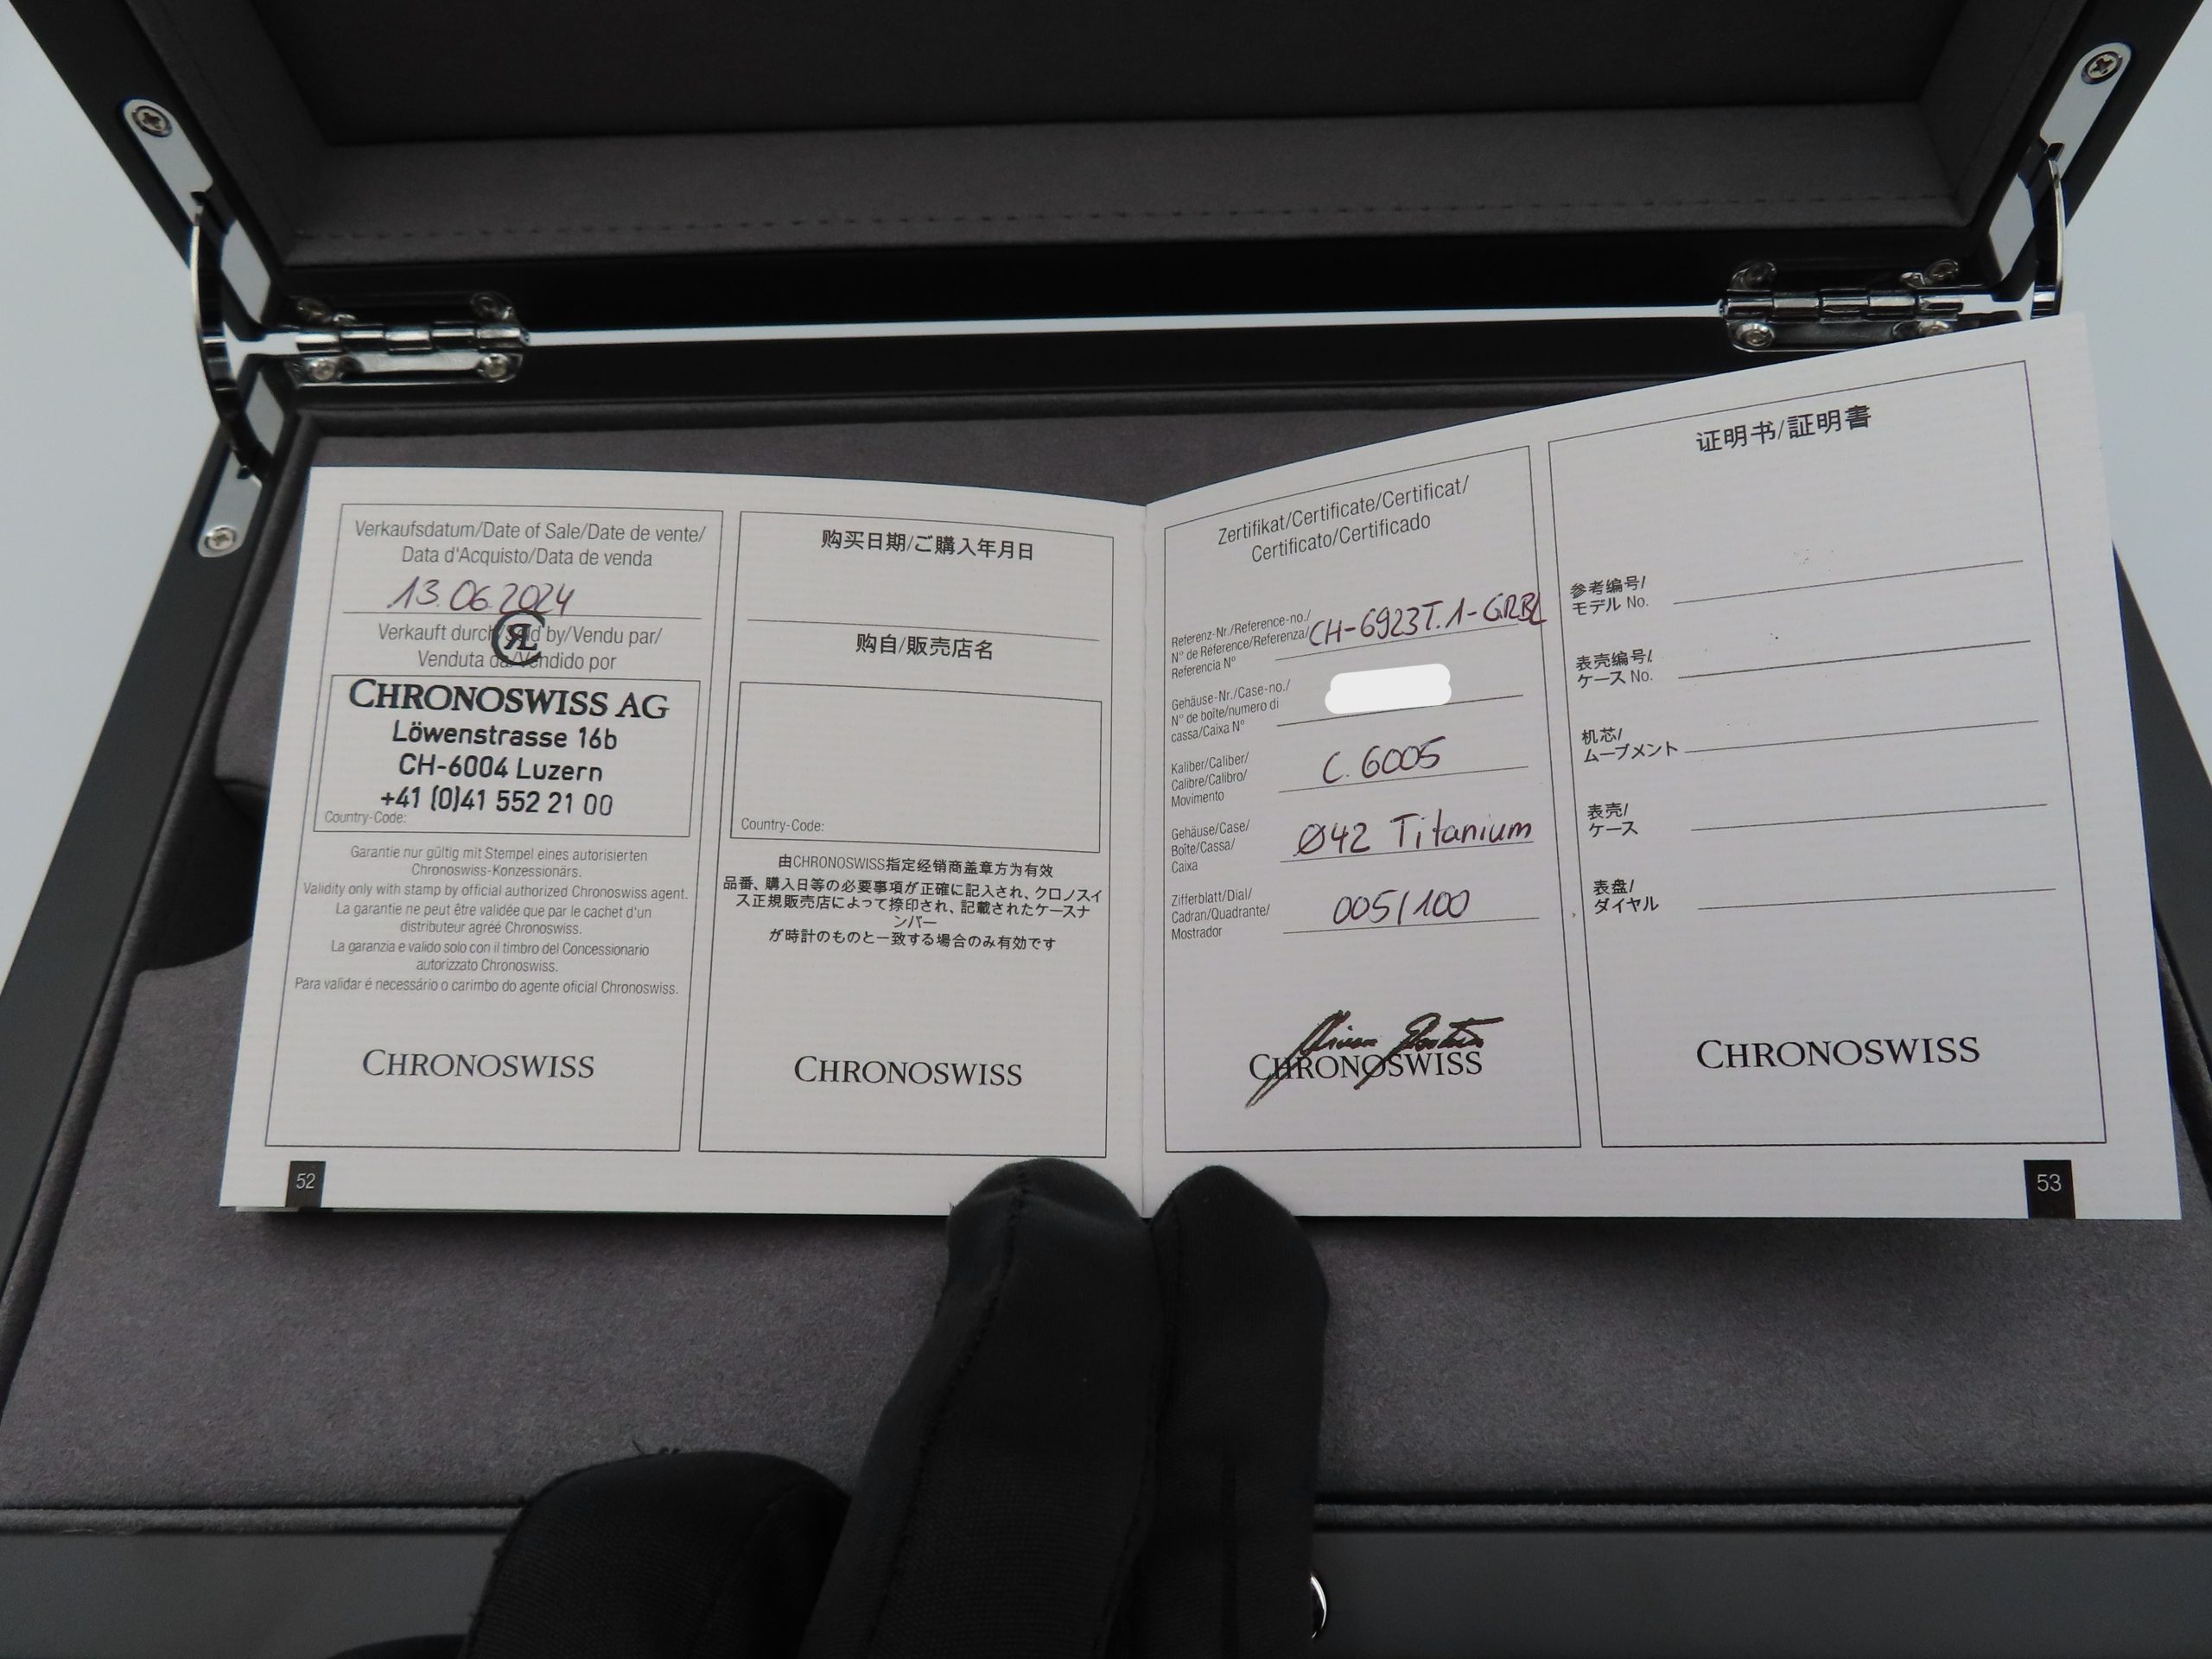 Verkaufsdatum/Date of Sale/Date de vente/
Data d'Acquisto/Data de venda
13.06.2024
Verkauft durch/Sold by/Vendu par/
Venduta da/Vendido por
CHRONOSWISS AG
Löwenstrasse 16b
CH-6004 Luzern
+41 (0)41 552 21 00
Country-Code:
Garantie nur gültig mit Stempel eines autorisierten
Chronoswiss-Konzessionärs.
Validity only with stamp by official authorized Chronoswiss agent.
La garantie ne peut être validée que par le cachet d'un
distributeur agréé Chronoswiss.
La garanzia e valido solo con il timbro del Concessionario
autorizzato Chronoswiss.
Para validar é necessário o carimbo do agente oficial Chronoswiss.
CHRONOSWISS
52
购买日期/ご購入年月日
购自/販売店名
Country-Code:
由CHRONOSWISS指定经销商盖章方为有效
品番、購入日等の必要事項が正確に記入され、クロノスイ
ス正規販売店によって捺印され、記載されたケースナ
ンバー
が時計のものと一致する場合のみ有効です
CHRONOSWISS
Zertifikat/Certificate/Certificat/
Certificato/Certificado
Referenz-Nr./Reference-no./
N° de Réference/Referenza/
Referencia N°
CH-6923T.1-GRBL
Gehäuse-Nr./Case-no./
N° de boîte/numero di
cassa/Caixa N°
Kaliber/Caliber/
Calibre/Calibro/
Movimento
C. 6005
Gehäuse/Case/
Boîte/Cassa/
Caixa
Ø42 Titanium
Zifferblatt/Dial/
Cadran/Quadrante/
Mostrador
005/100
CHRONOSWISS
证明书/証明書
参考编号/
モデル No.
表壳编号/
ケース No.
机芯/
ムーブメント
表壳/
ケース
表盘/
ダイヤル
CHRONOSWISS
53